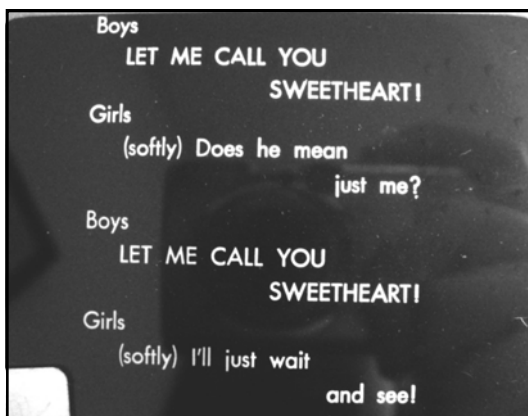 Boys
LET ME CALL YOU
SWEETHEART!
Girls
(softly) Does he mean
just me?
Boys
LET ME CALL YOU
SWEETHEART!
Girls
(softly) I'll just wait
and see!